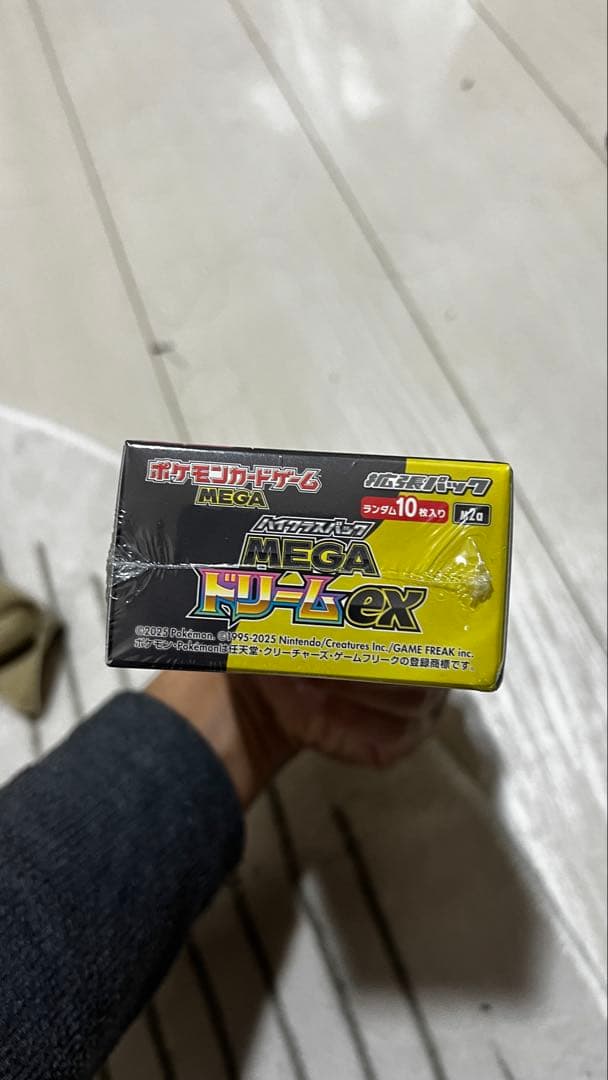 ポケモンカードゲーム
MEGA
拡張パック
ランダム10枚入り M2a
ハイクラスパック
MEGA
ドリームex
©2025 Pokémon. ©1995-2025 Nintendo/Creatures Inc./GAME FREAK inc.
ポケモン・Pokémonは任天堂・クリーチャーズ・ゲームフリークの登録商標です。